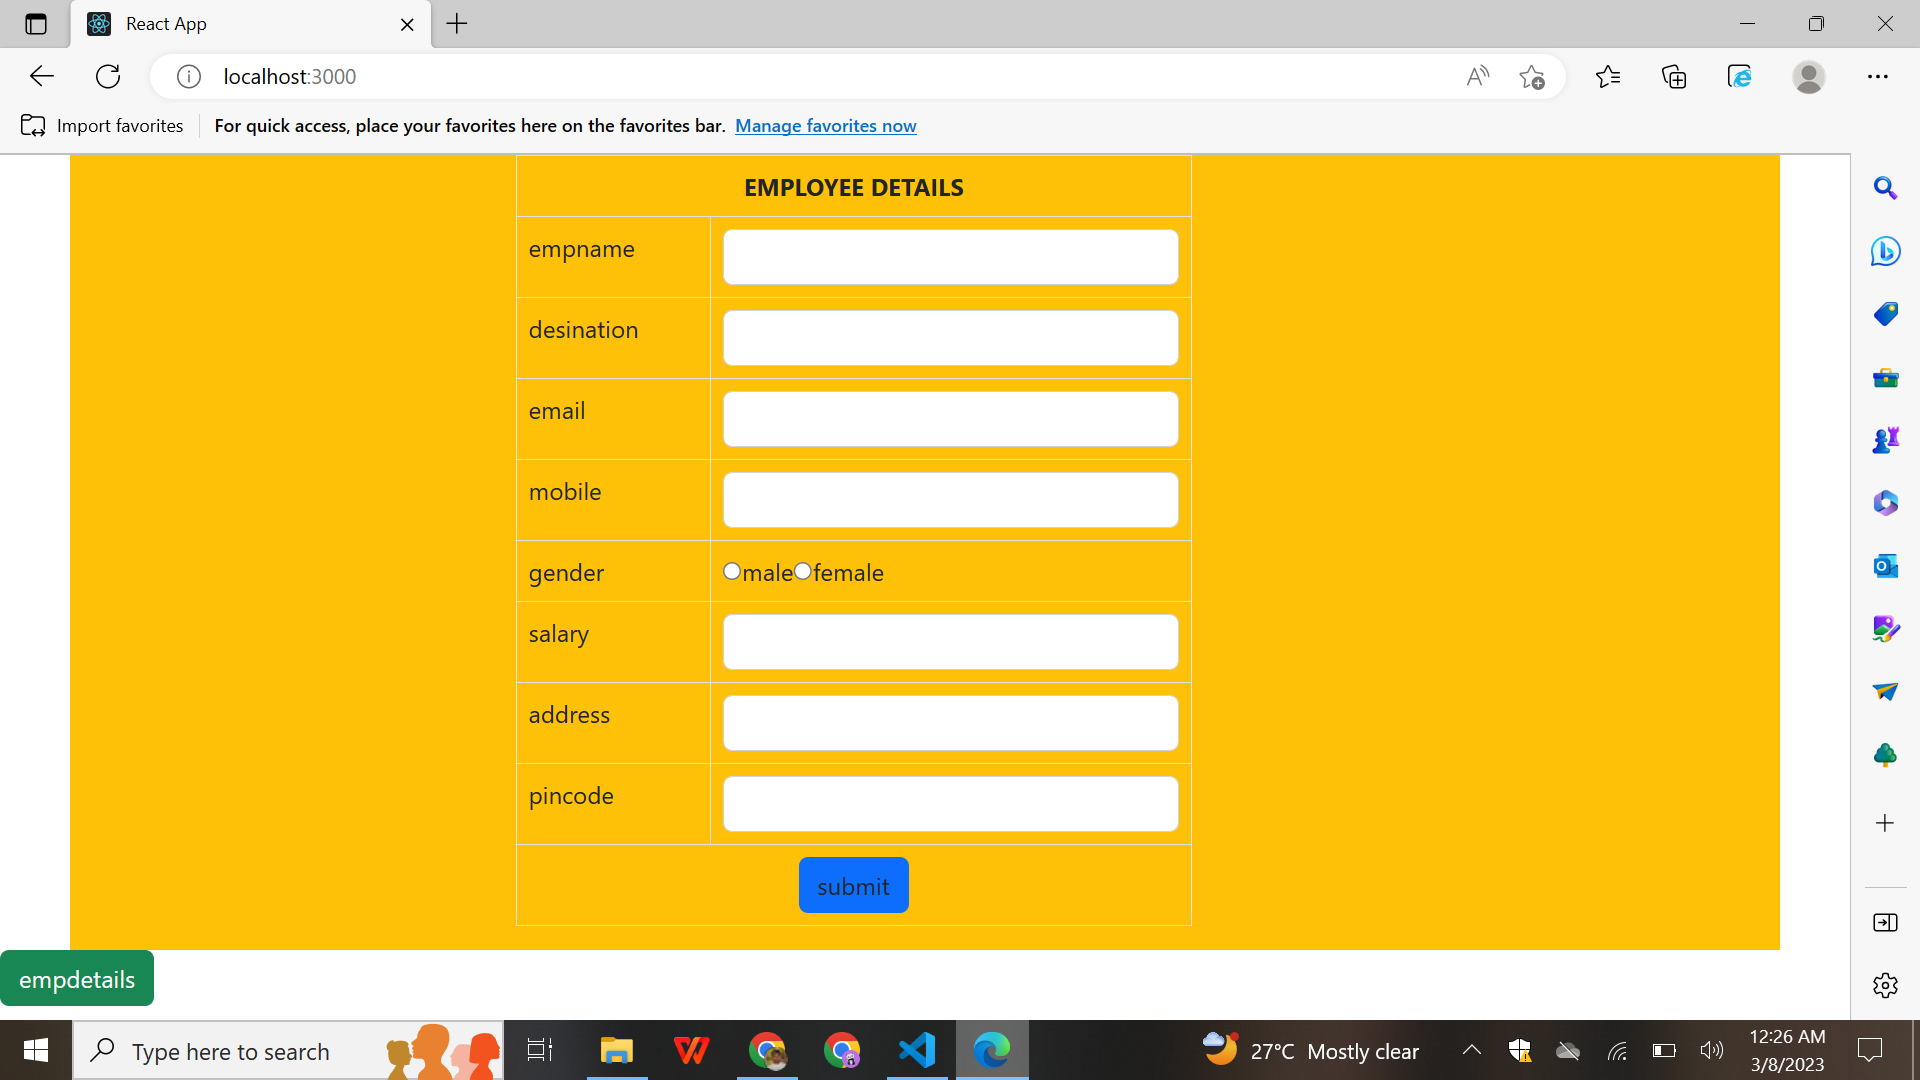 React App
localhost:3000
Import favorites
For quick access, place your favorites here on the favorites bar. Manage favorites now
EMPLOYEE DETAILS
empname
desination
email
mobile
gender
male female
salary
address
pincode
submit
empdetails
Type here to search
27°C Mostly clear
12:26 AM
3/8/2023